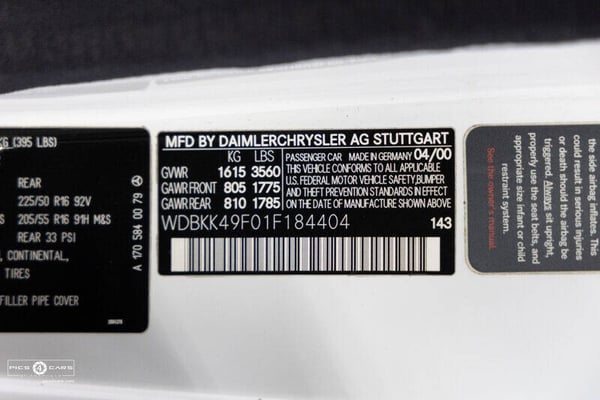 KG (395 LBS)
REAR
225/50 R16 92V
205/55 R16 91H M&S
REAR 33 PSI
, CONTINENTAL,
TIRES
FILLER PIPE COVER
A 170 584 00 79
MFD BY DAIMLERCHRYSLER AG STUTTGART
KG LBS
GVWR 1615 3560
GAWR FRONT 805 1775
GAWR REAR 810 1785
PASSENGER CAR MADE IN GERMANY 04/00
THIS VEHICLE CONFORMS TO ALL APPLICABLE
U.S. FEDERAL MOTOR VEHICLE SAFETY, BUMPER
AND THEFT PREVENTION STANDARDS IN EFFECT
ON THE DATE OF MANUFACTURE SHOWN ABOVE
WDBKK49F01F184404 143
the airbag inflates. This
could result in serious injuries
or death should the airbag be
triggered. Always sit upright,
properly use the seat belts, and
appropriate size infant or child
restraint system.
See the owner's manual.
PICS 4 CARS